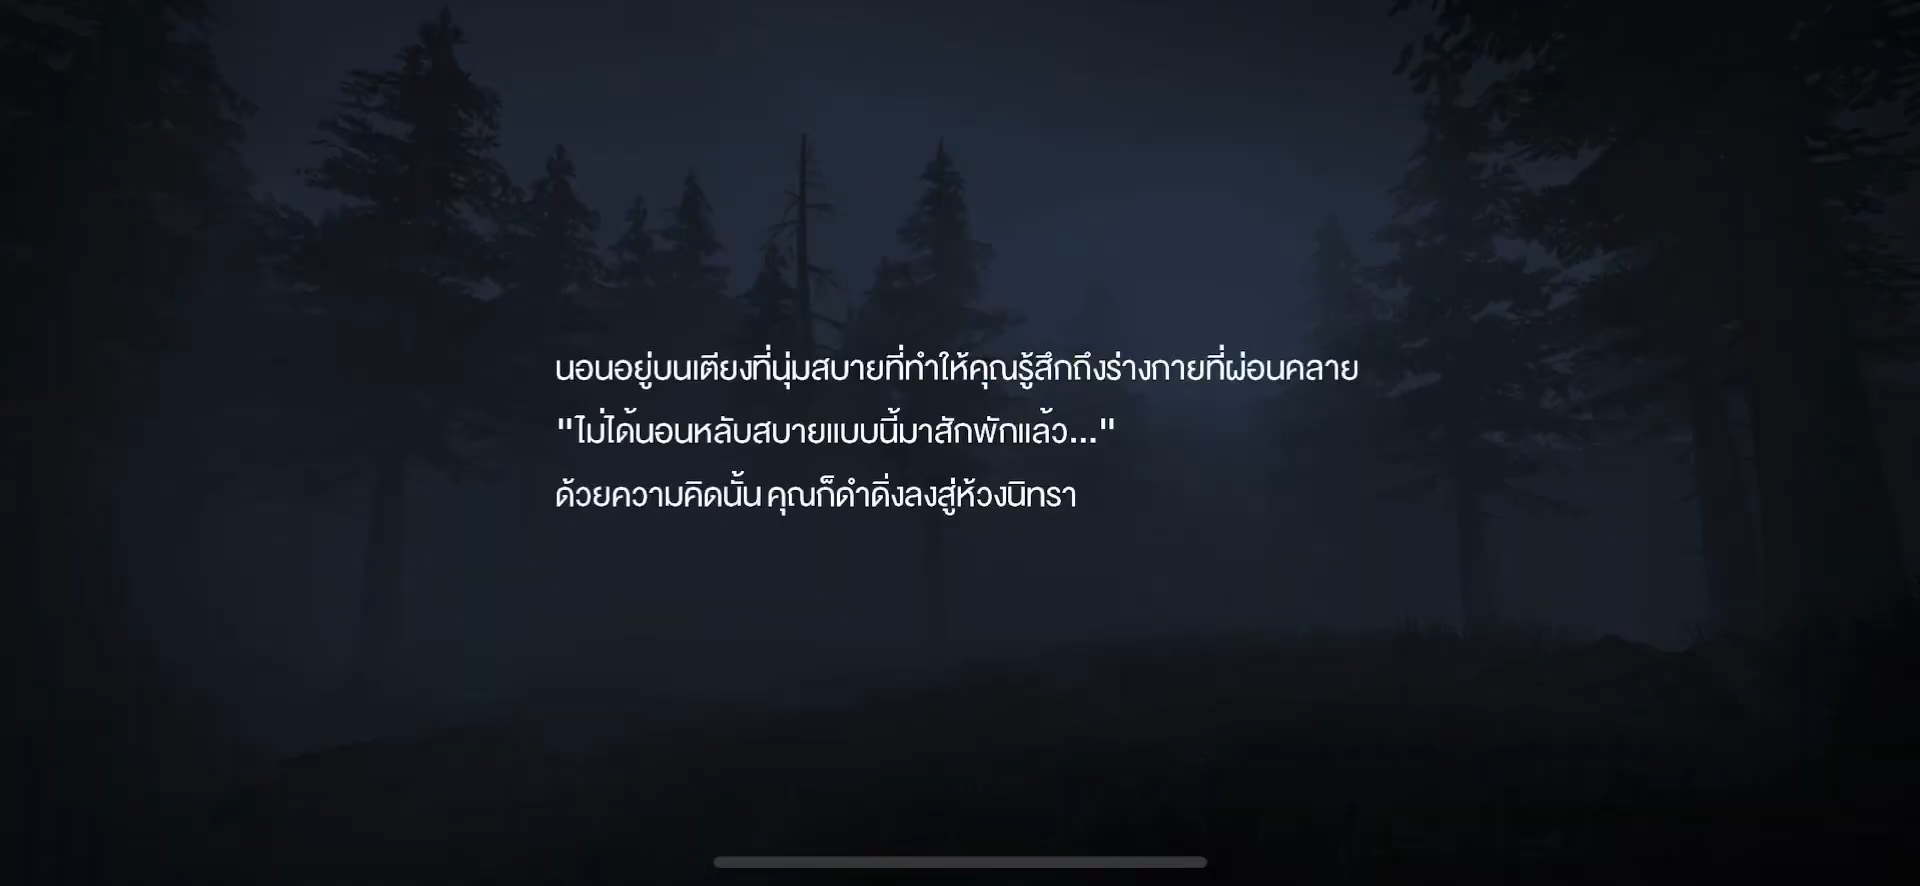 นอนอยู่บนเตียงที่นุ่มสบายที่ทำให้คุณรู้สึกถึงร่างกายที่ผ่อนคลาย
"ไม่ได้นอนหลับสบายแบบนี้มาสักพักแล้ว..."
ด้วยความคิดนั้น คุณก็ดำดิ่งลงสู่ห้วงนิทรา